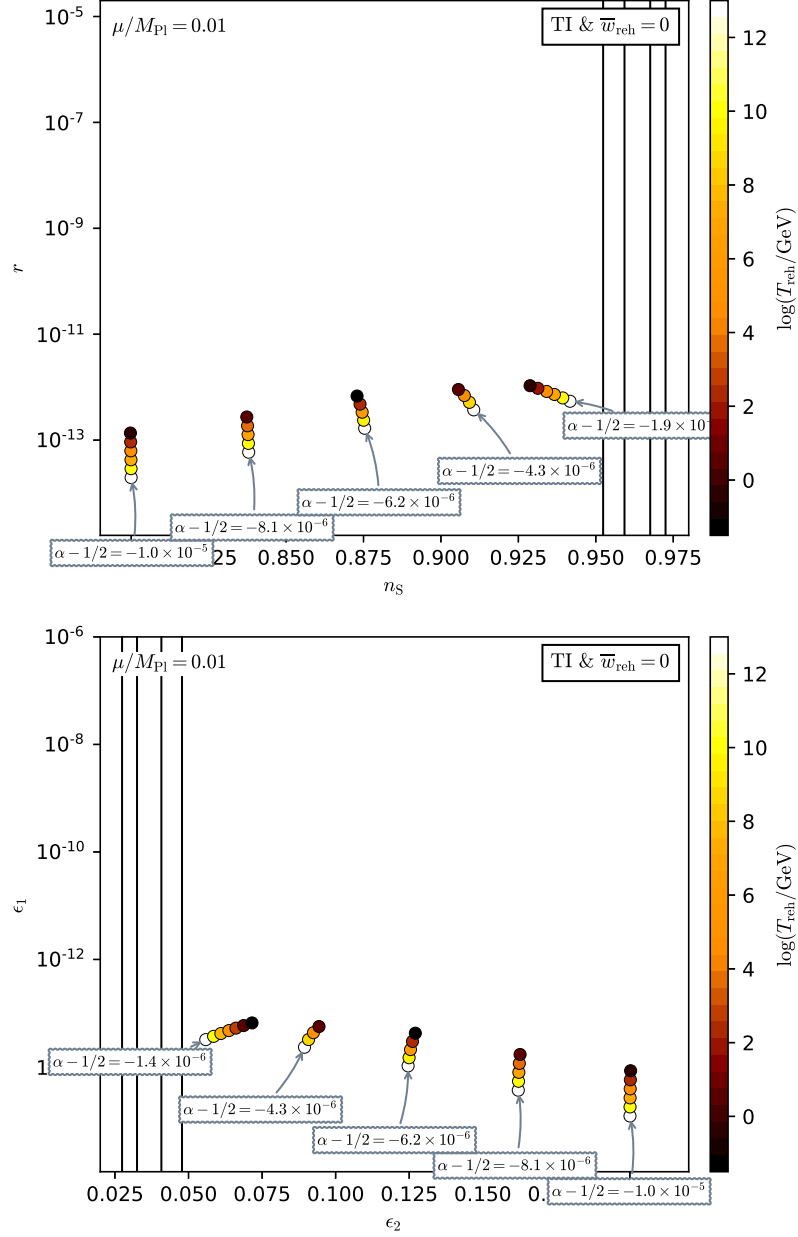 μ/M_Pl = 0.01
TI & w̅_reh = 0
10^-5
10^-7
10^-9
10^-11
10^-13
r
α − 1/2 = −1.9 × 10
α − 1/2 = −4.3 × 10^-6
α − 1/2 = −6.2 × 10^-6
α − 1/2 = −8.1 × 10^-6
α − 1/2 = −1.0 × 10^-5
25 0.850 0.875 0.900 0.925 0.950 0.975
n_S
12
10
8
6
4
2
0
log(T_reh/GeV)
μ/M_Pl = 0.01
TI & w̅_reh = 0
10^-6
10^-8
10^-10
10^-12
1
ϵ_1
α − 1/2 = −1.4 × 10^-6
α − 1/2 = −4.3 × 10^-6
α − 1/2 = −6.2 × 10^-6
α − 1/2 = −8.1 × 10^-6
α − 1/2 = −1.0 × 10^-5
0.025 0.050 0.075 0.100 0.125 0.150 0.
ϵ_2
12
10
8
6
4
2
0
log(T_reh/GeV)